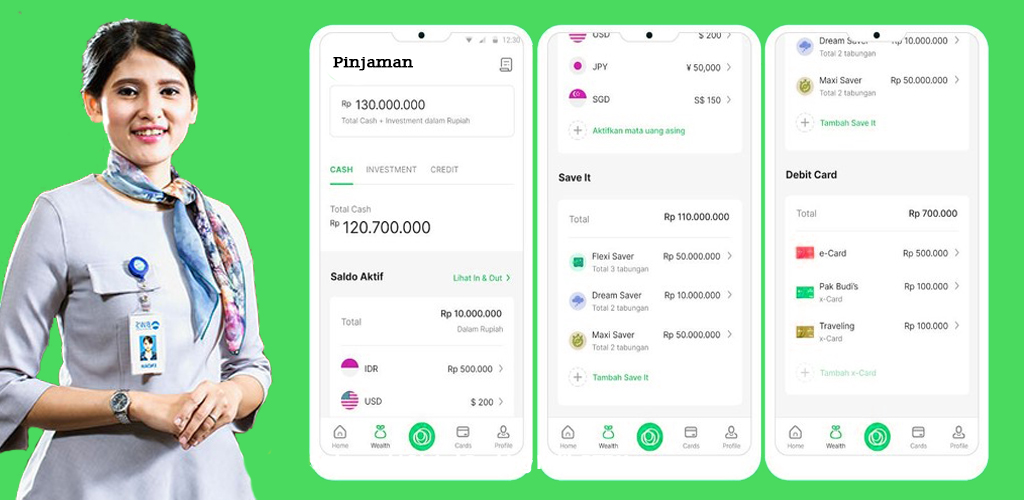 12:30
Pinjaman
Rp 130.000.000
Total Cash + Investment dalam Rupiah
CASH INVESTMENT CREDIT
Total Cash
Rp 120.700.000
Saldo Aktif Lihat In & Out
Total Rp 10.000.000
Dalam Rupiah
IDR Rp 500.000
USD $ 200
Home Wealth Cards Profile
USD $ 200
JPY ¥ 50,000
SGD S$ 150
Aktifkan mata uang asing
Save It
Total Rp 110.000.000
Flexi Saver Rp 50.000.000
Total 3 tabungan
Dream Saver Rp 10.000.000
Total 2 tabungan
Maxi Saver Rp 50.000.000
Total 2 tabungan
Tambah Save It
Home Wealth Cards Profile
Dream Saver Rp 10.000.000
Total 2 tabungan
Maxi Saver Rp 50.000.000
Total 2 tabungan
Tambah Save It
Debit Card
Total Rp 700.000
e-Card Rp 500.000
Pak Budi's Rp 100.000
x-Card
Traveling Rp 100.000
x-Card
Tambah x-Card
Home Wealth Cards Profile